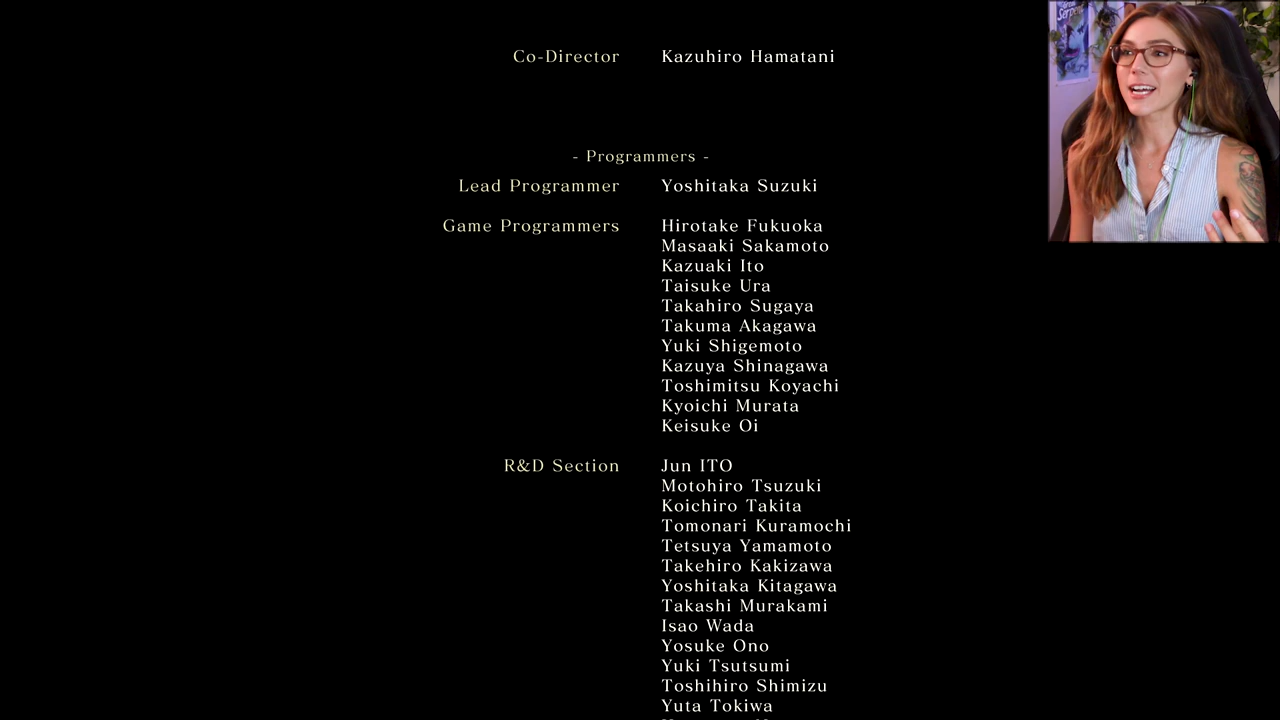 Co-Director Kazuhiro Hamatani
- Programmers -
Lead Programmer Yoshitaka Suzuki
Game Programmers Hirotake Fukuoka
Masaaki Sakamoto
Kazuaki Ito
Taisuke Ura
Takahiro Sugaya
Takuma Akagawa
Yuki Shigemoto
Kazuya Shinagawa
Toshimitsu Koyachi
Kyoichi Murata
Keisuke Oi
R&D Section Jun ITO
Motohiro Tsuzuki
Koichiro Takita
Tomonari Kuramochi
Tetsuya Yamamoto
Takehiro Kakizawa
Yoshitaka Kitagawa
Takashi Murakami
Isao Wada
Yosuke Ono
Yuki Tsutsumi
Toshihiro Shimizu
Yuta Tokiwa